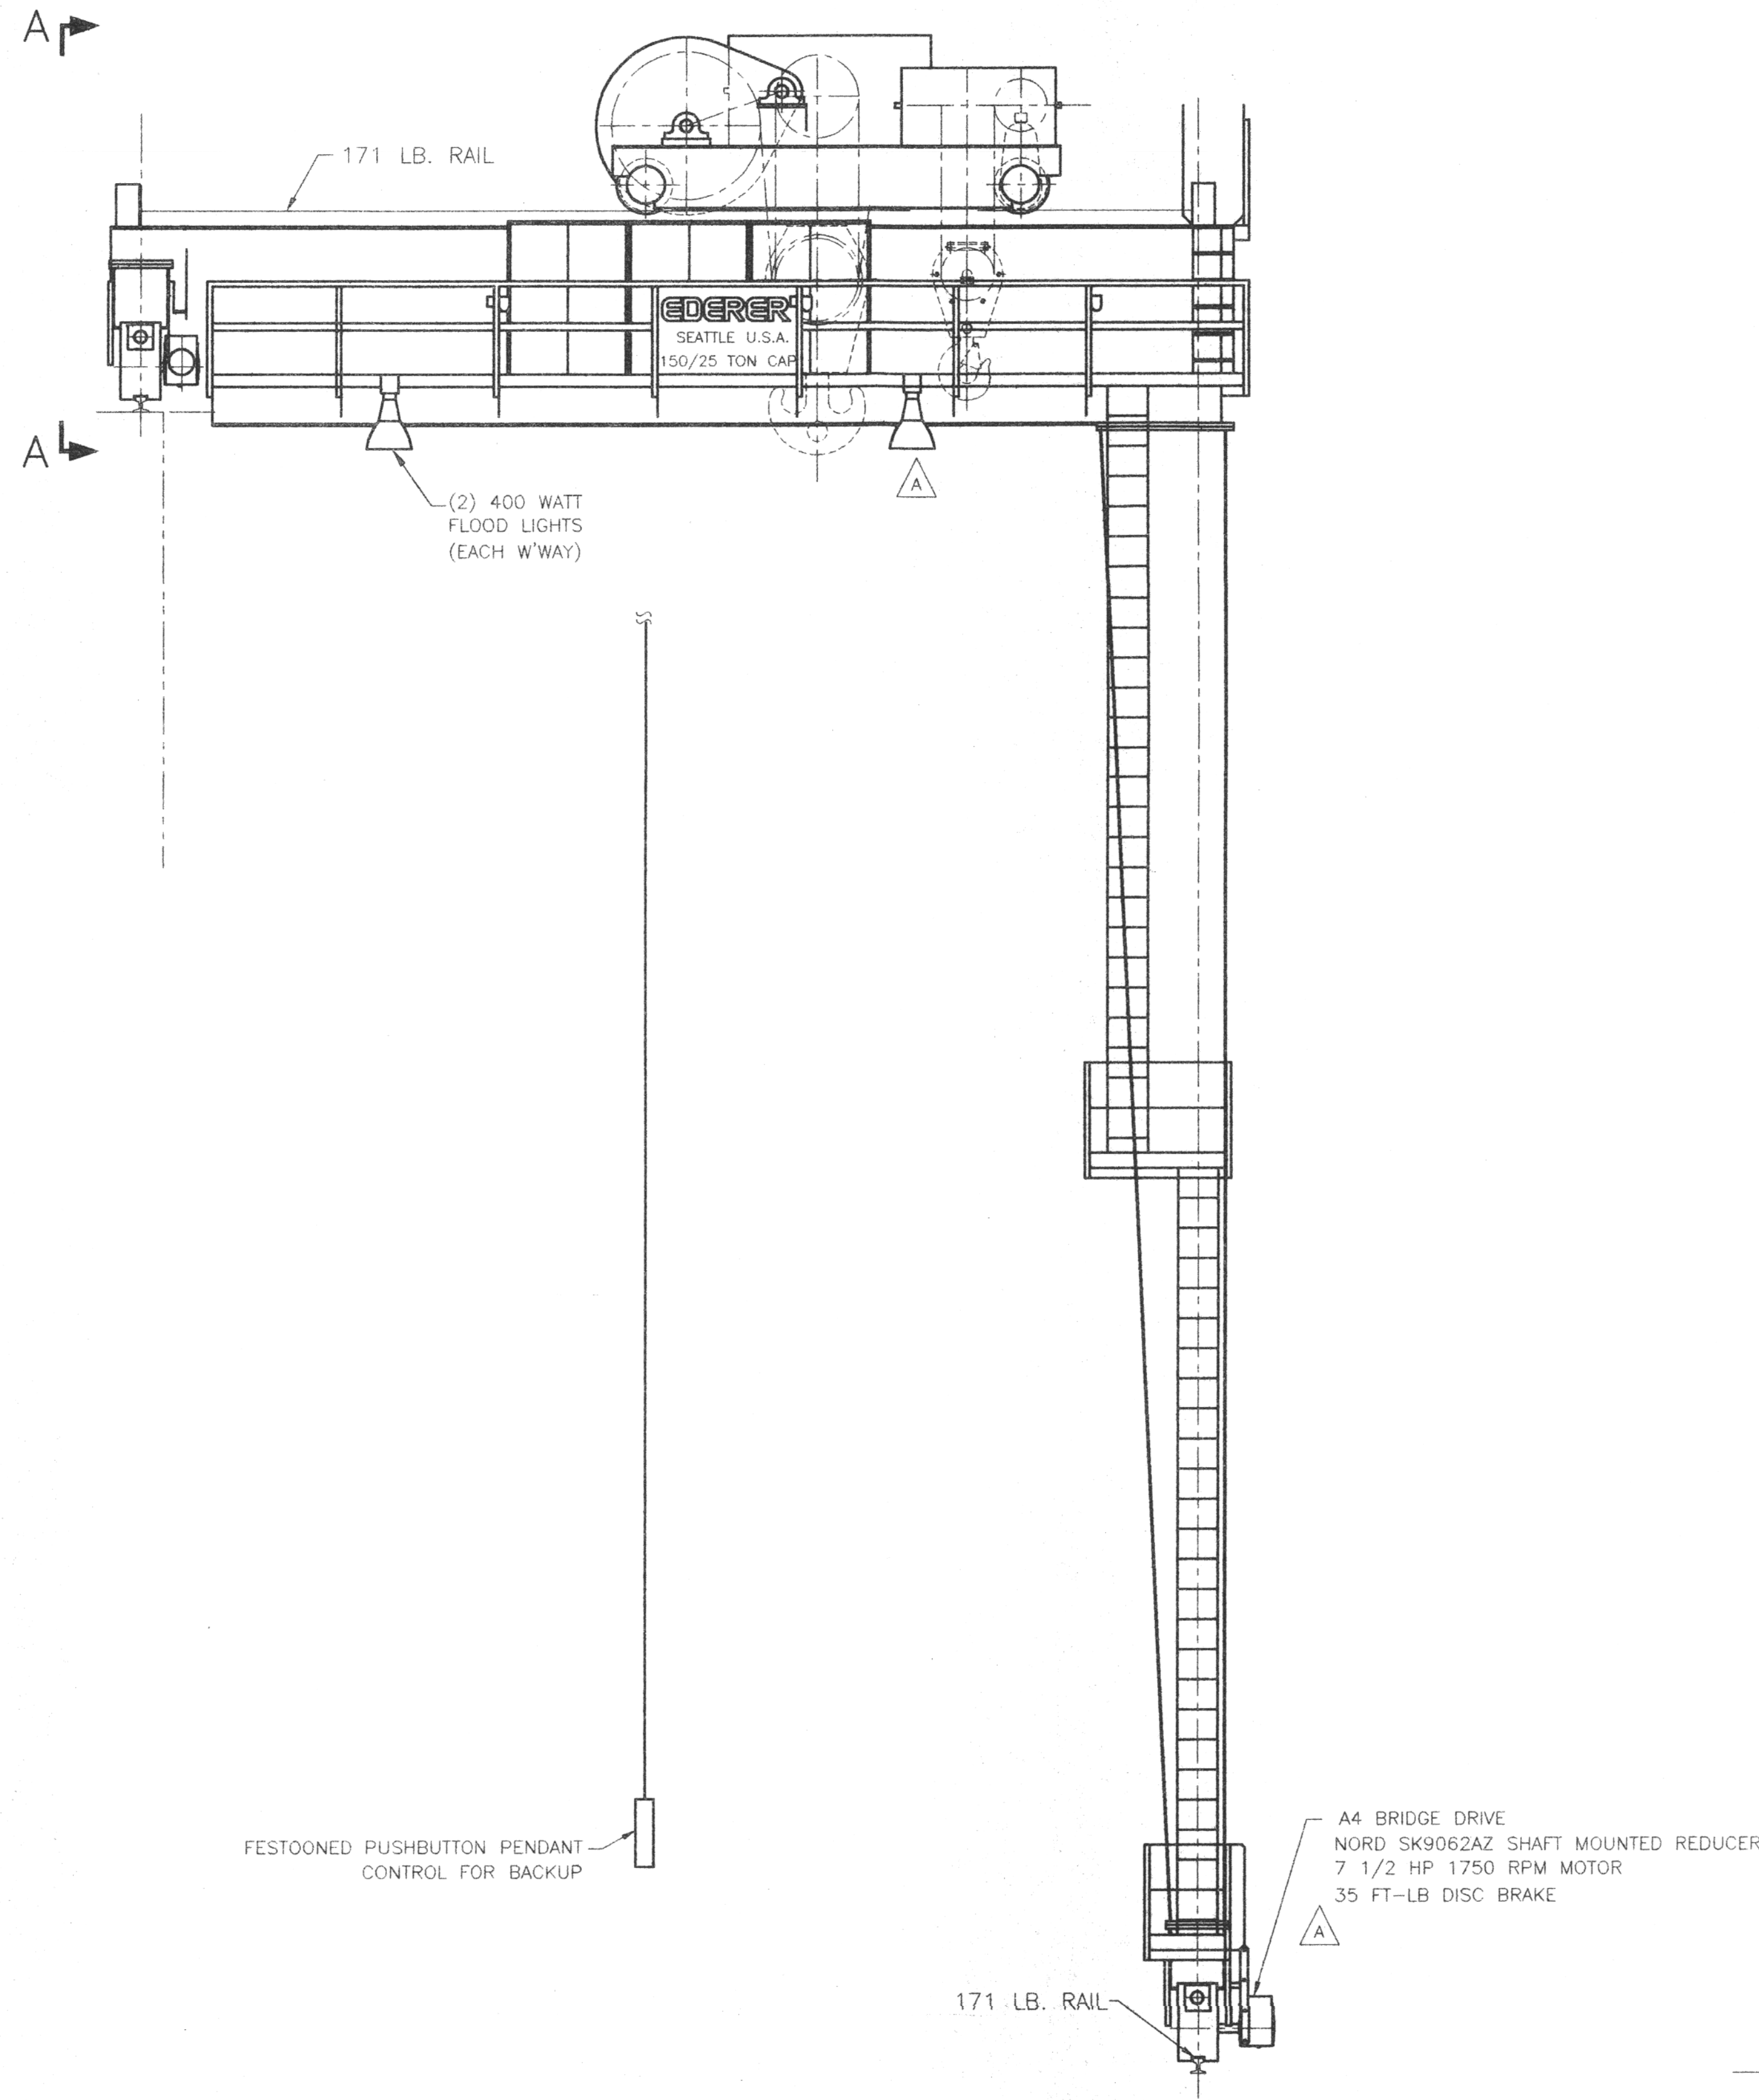 A
171 LB. RAIL
EDERER
SEATTLE U.S.A.
150/25 TON CAP
A
A
(2) 400 WATT
FLOOD LIGHTS
(EACH W'WAY)
FESTOONED PUSHBUTTON PENDANT
CONTROL FOR BACKUP
A4 BRIDGE DRIVE
NORD SK9062AZ SHAFT MOUNTED REDUCER
7 1/2 HP 1750 RPM MOTOR
35 FT-LB DISC BRAKE
A
171 LB. RAIL